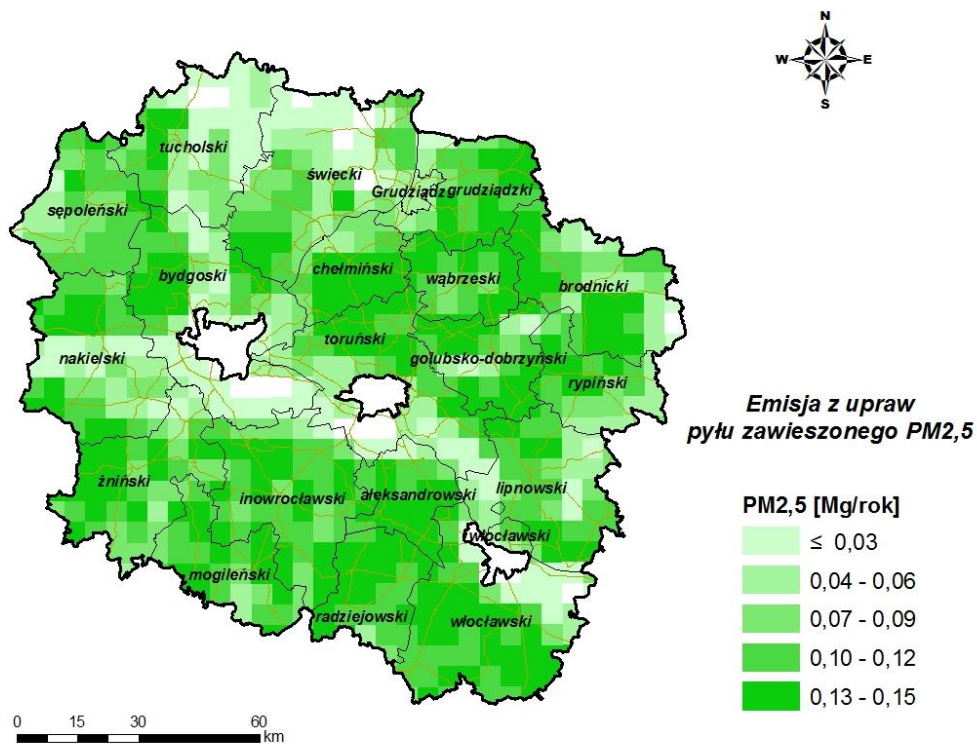 N
W E
S
tucholski
świecki
Grudziądz
grudziądzki
sępoleński
bydgoski
chełmiński
wąbrzeski
brodnicki
toruński
nakielski
golubsko-dobrzyński
rypiński
Emisja z upraw
pyłu zawieszonego PM2,5
żniński
inowrocławski
aleksandrowski
lipnowski
włocławski
mogileński
radziejowski
włocławski
PM2,5 [Mg/rok]
≤ 0,03
0,04 - 0,06
0,07 - 0,09
0,10 - 0,12
0,13 - 0,15
0 15 30 60
km